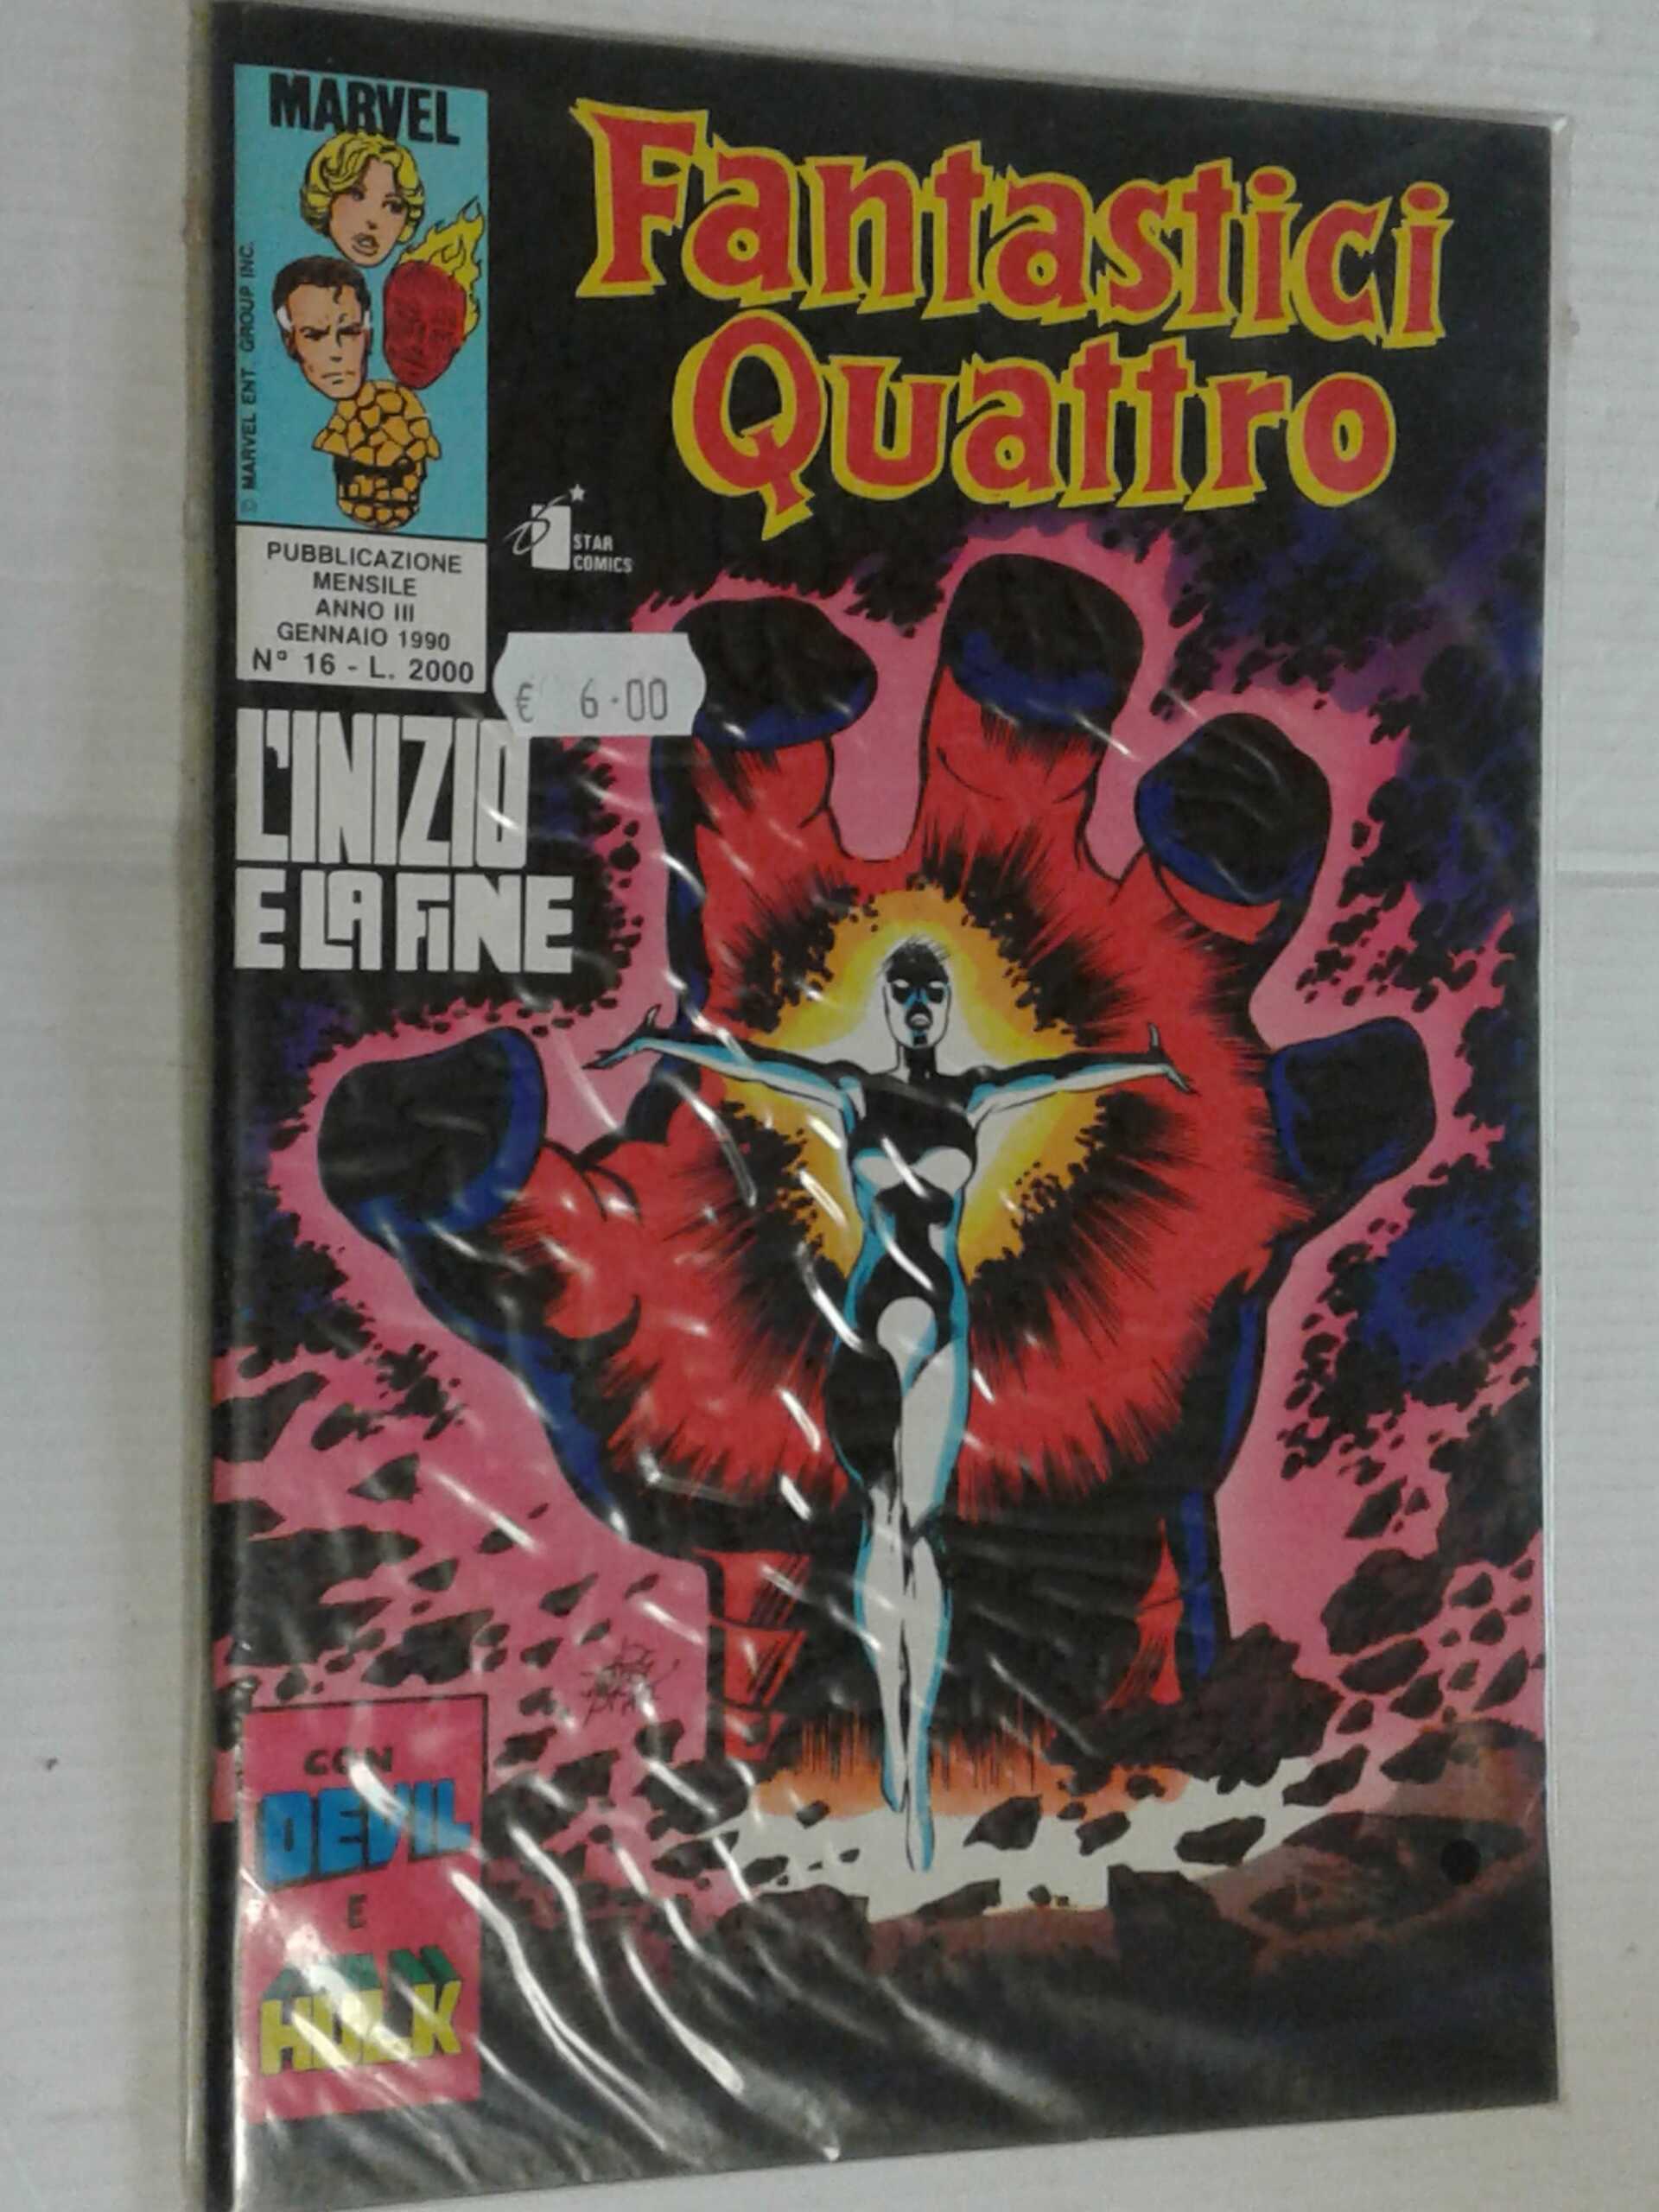 MARVEL
© MARVEL ENT. GROUP INC.
Fantastici
Quattro
STAR
COMICS
PUBBLICAZIONE
MENSILE
ANNO III
GENNAIO 1990
N° 16 - L. 2000
€ 6.00
L'INIZIO
E LA FINE
CON
DEVIL
E
HULK